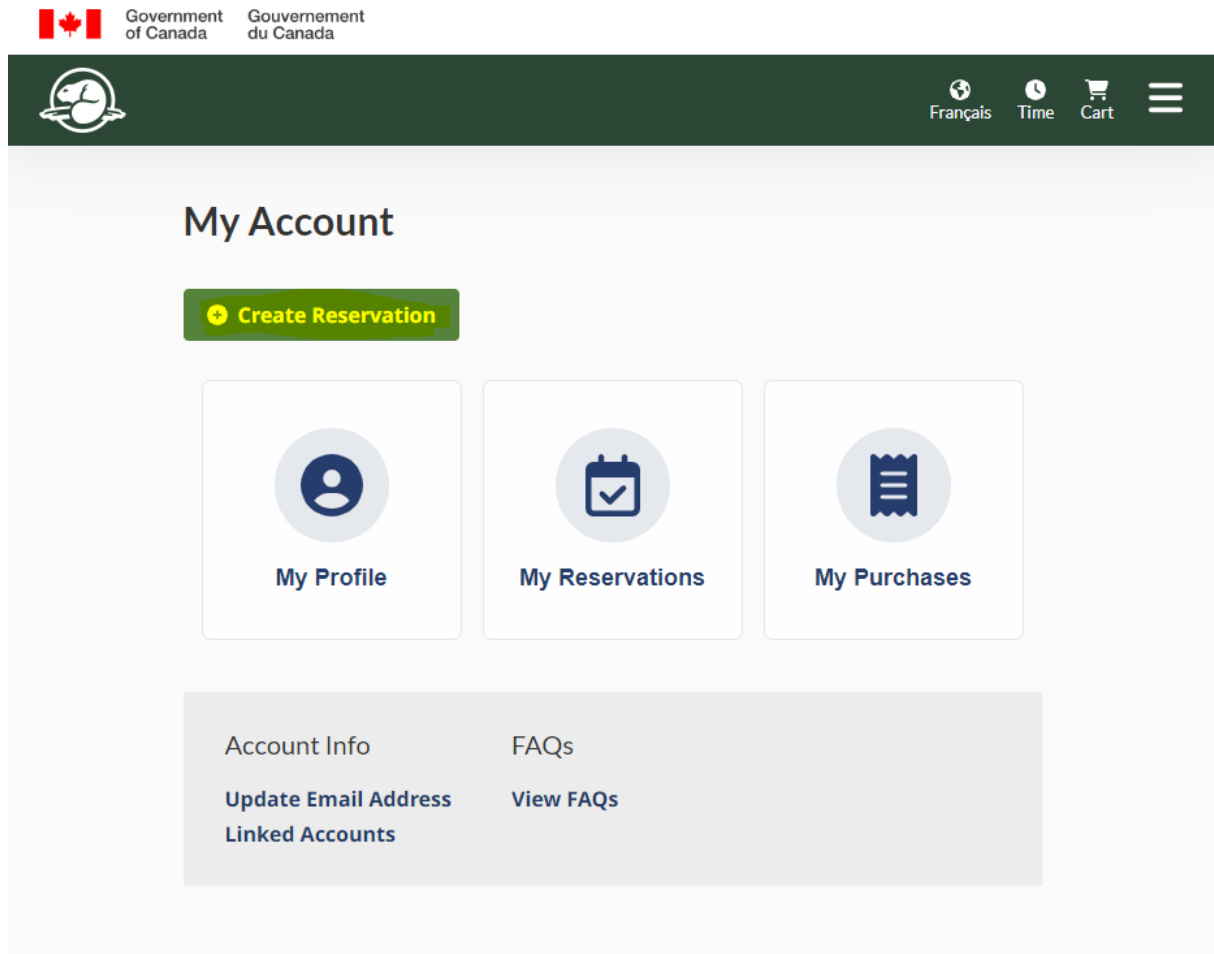 Government Gouvernement
of Canada du Canada
Français Time Cart
My Account
Create Reservation
My Profile My Reservations My Purchases
Account Info FAQs
Update Email Address View FAQs
Linked Accounts